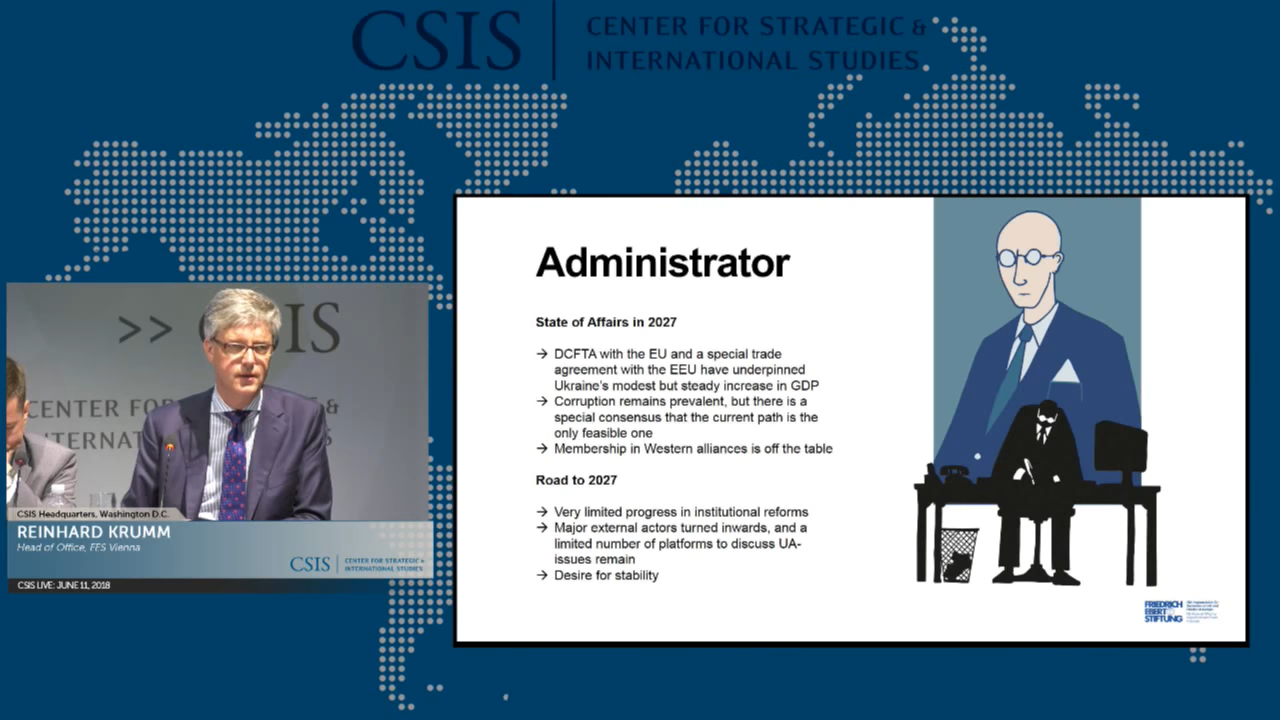 CSIS
CENTER FOR STRATEGIC &
INTERNATIONAL STUDIES
>> CSIS
CENTER FOR &
INTERNAT S
CSIS Headquarters, Washington D.C.
REINHARD KRUMM
Head of Office, FES Vienna
CSIS
CENTER FOR STRATEGIC &
INTERNATIONAL STUDIES
CSIS LIVE: JUNE 11, 2018
Administrator
State of Affairs in 2027
→ DCFTA with the EU and a special trade
agreement with the EEU have underpinned
Ukraine's modest but steady increase in GDP
→ Corruption remains prevalent, but there is a
special consensus that the current path is the
only feasible one
→ Membership in Western alliances is off the table
Road to 2027
→ Very limited progress in institutional reforms
→ Major external actors turned inwards, and a
limited number of platforms to discuss UA-
issues remain
→ Desire for stability
FRIEDRICH
EBERT
STIFTUNG